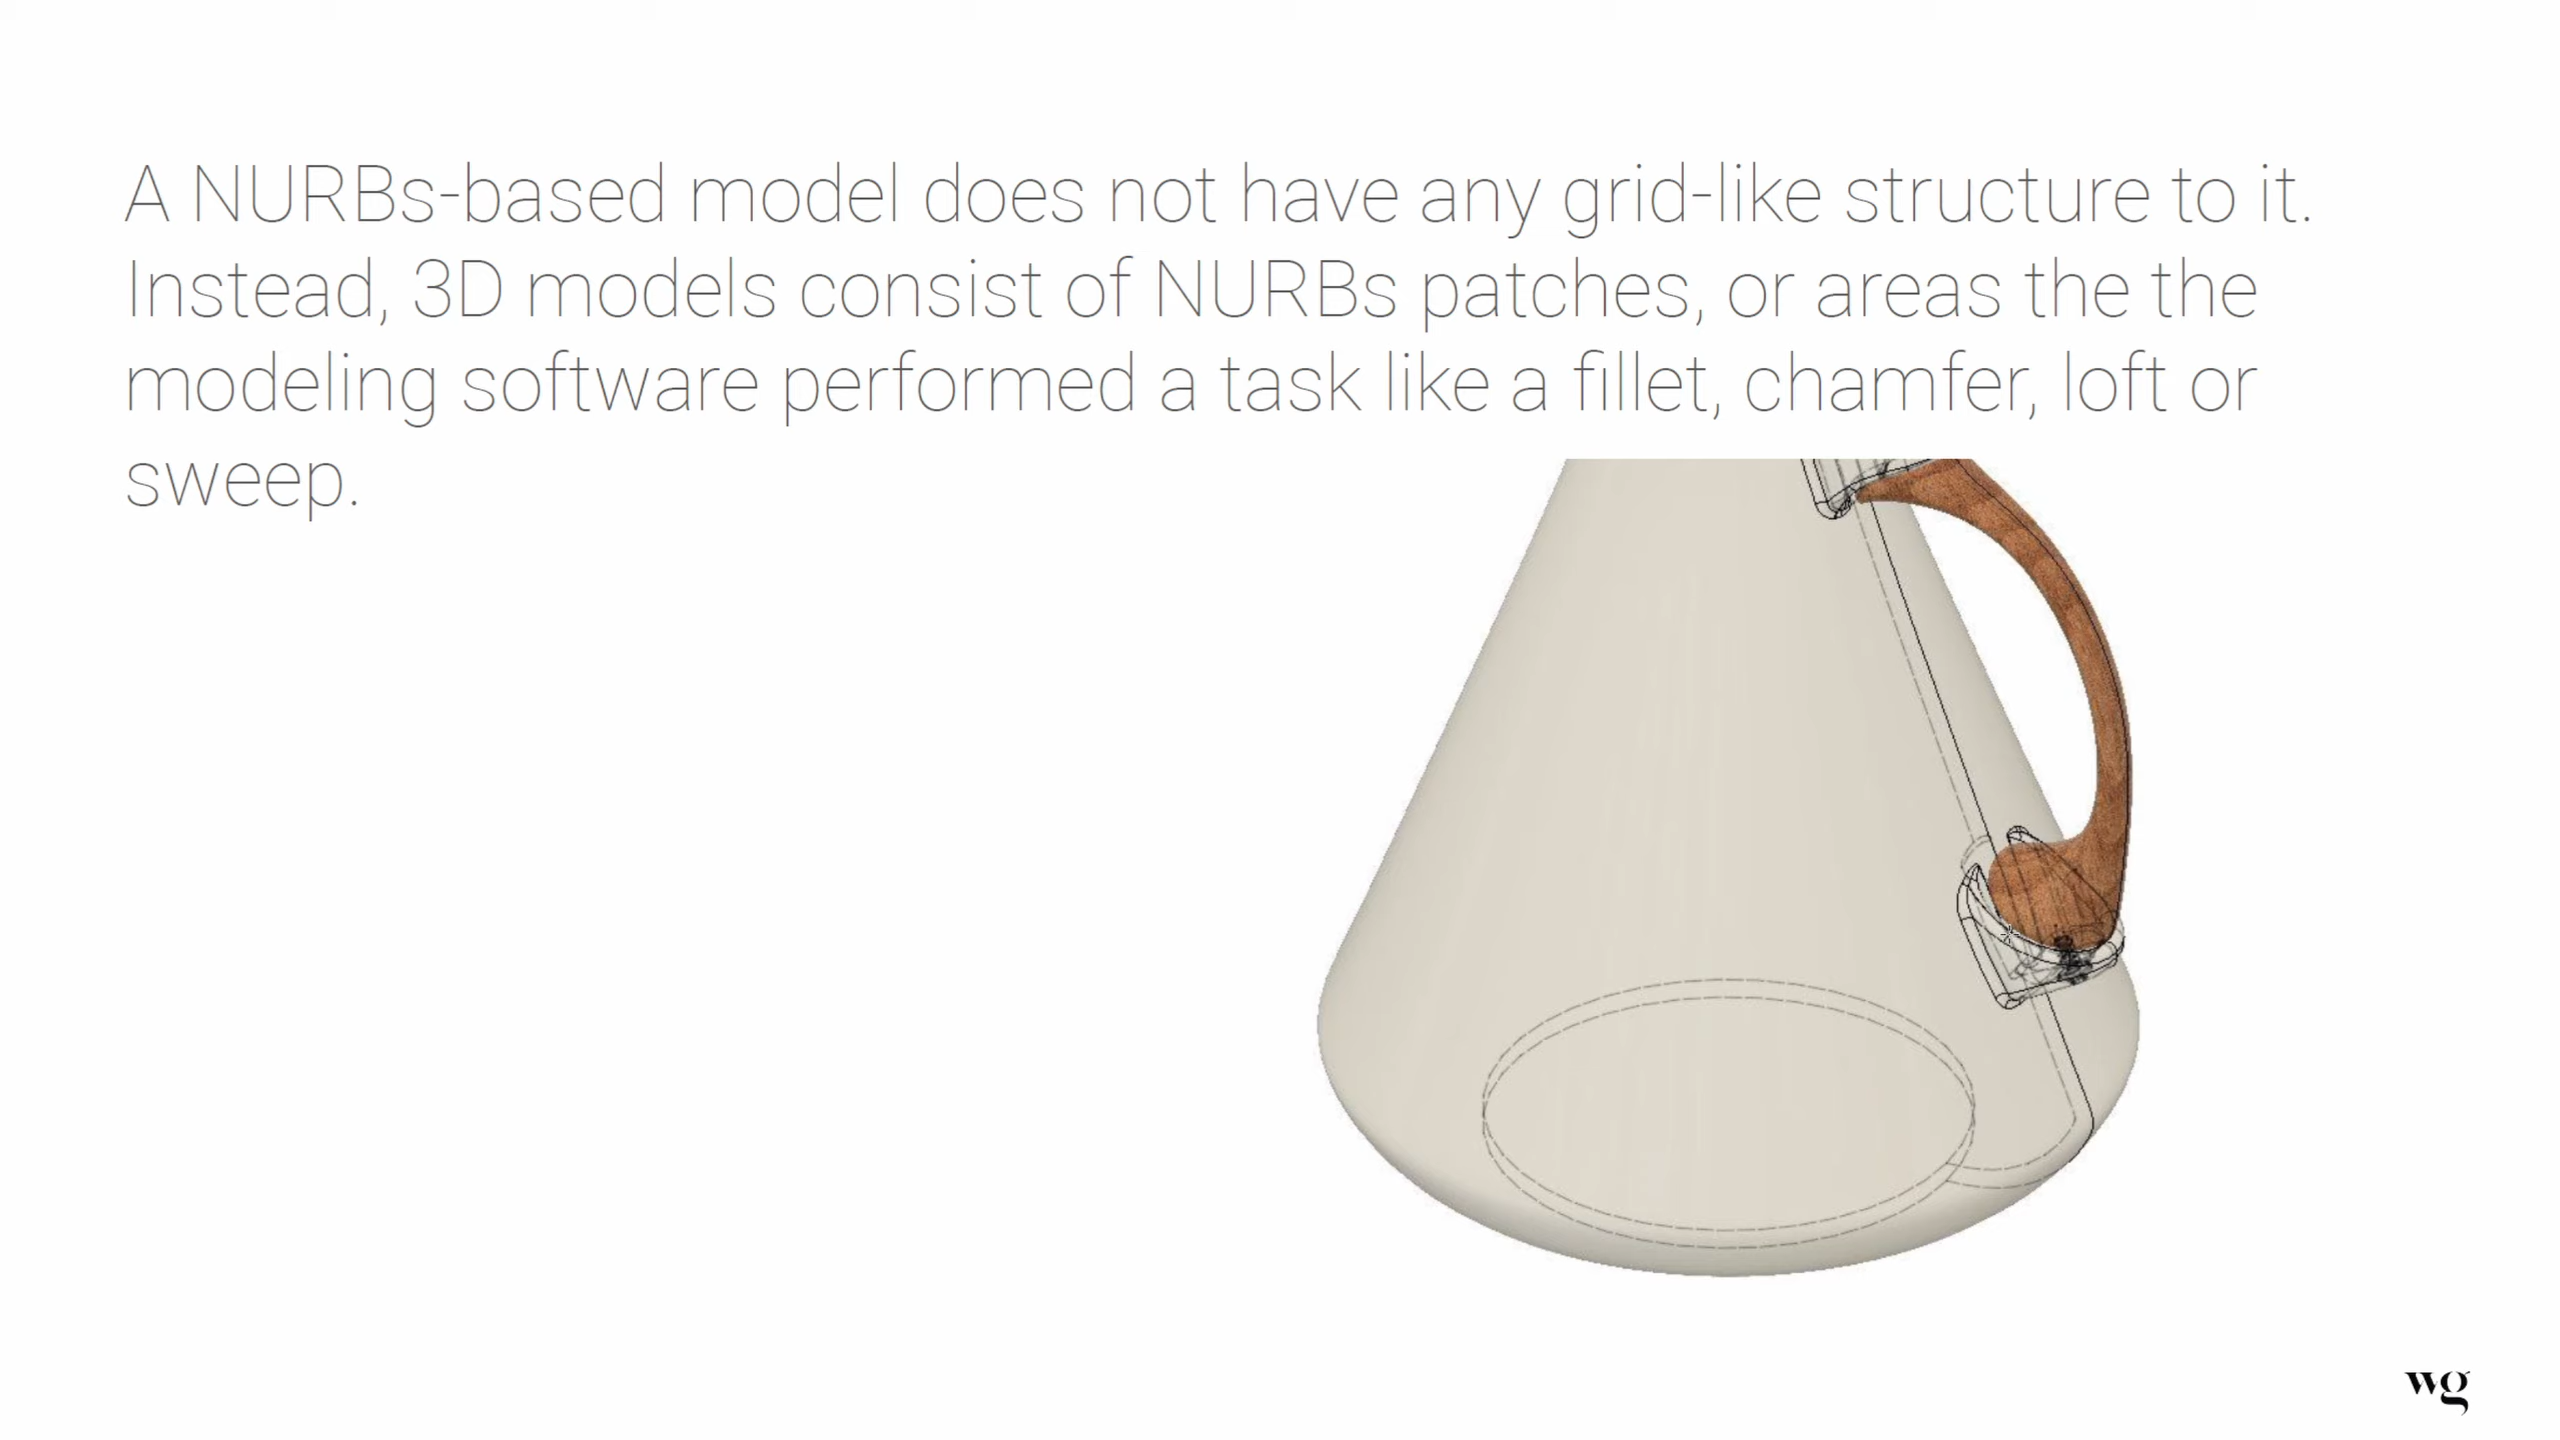 A NURBs-based model does not have any grid-like structure to it.
Instead, 3D models consist of NURBs patches, or areas the the
modeling software performed a task like a fillet, chamfer, loft or
sweep.
wg